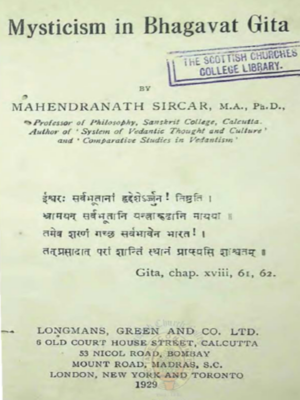 Mysticism in Bhagavat Gita
THE SCOTTISH CHURCHES
COLLEGE LIBRARY.
BY
MAHENDRANATH SIRCAR, M.A., Ph.D.,
Professor of Philosophy, Sanskrit College, Calcutta.
Author of ‘System of Vedantic Thought and Culture’
and ‘Comparative Studies in Vedantism’
ईश्वरः सर्वभूतानां हृद्देशेऽर्ज्जुन! तिष्ठति ।
भ्रामयन् सर्वभूतानि यन्त्रारूढानि मायया ॥
तमेव शरणं गच्छ सर्वभावेन भारत! ।
तत्प्रसादात् परां शान्तिं स्थानं प्राप्स्यसि शाश्वतम् ॥
Gita, chap. xviii, 61, 62.
LONGMANS, GREEN AND CO. LTD.
6 OLD COURT HOUSE STREET, CALCUTTA
53 NICOL ROAD, BOMBAY
MOUNT ROAD, MADRAS, S.C.
LONDON, NEW YORK AND TORONTO
1929